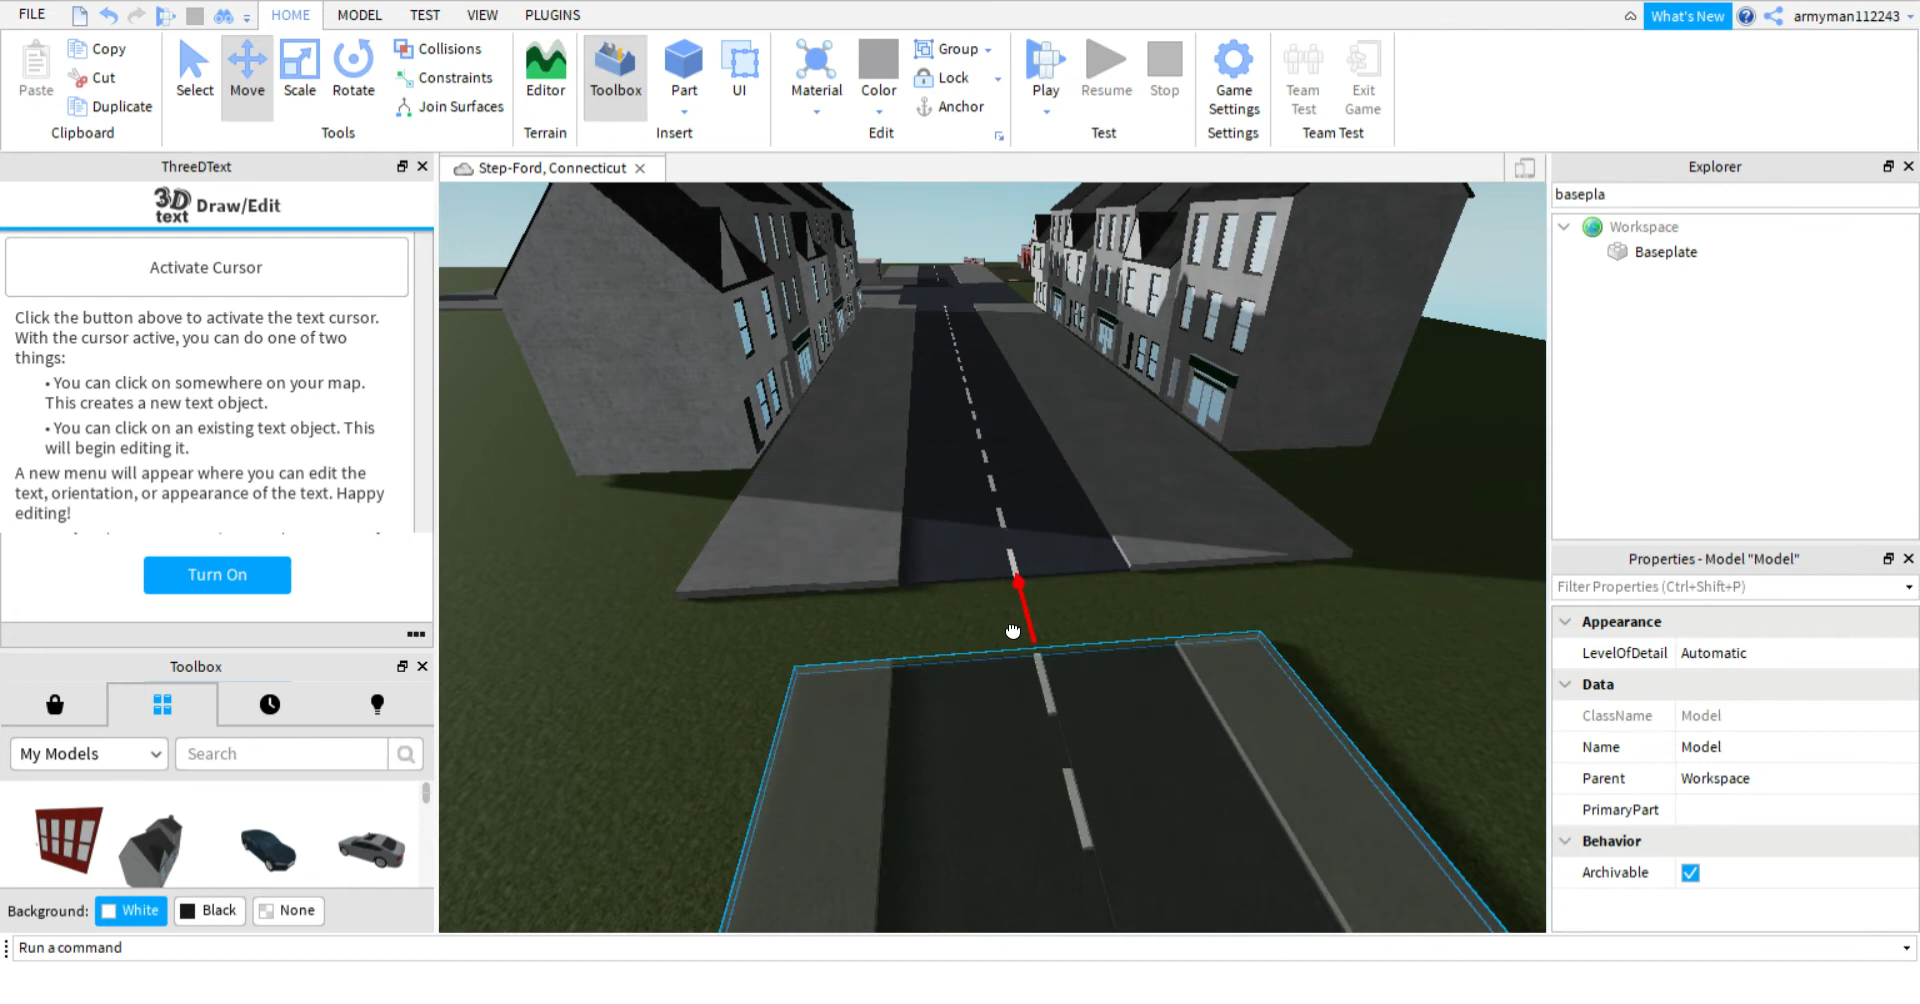 FILE
HOME
MODEL
TEST
VIEW
PLUGINS
What's New
armyman112243
Paste
Copy
Cut
Duplicate
Clipboard
Select
Move
Scale
Rotate
Collisions
Constraints
Join Surfaces
Tools
Editor
Terrain
Toolbox
Part
UI
Insert
Material
Color
Group
Lock
Anchor
Edit
Play
Resume
Stop
Test
Game
Settings
Settings
Team
Test
Exit
Game
Team Test
ThreeDText
3D
text
Draw/Edit
Activate Cursor
Click the button above to activate the text cursor.
With the cursor active, you can do one of two
things:
• You can click on somewhere on your map.
This creates a new text object.
• You can click on an existing text object. This
will begin editing it.
A new menu will appear where you can edit the
text, orientation, or appearance of the text. Happy
editing!
Turn On
Toolbox
My Models
Search
Background:
White
Black
None
Run a command
Step-Ford, Connecticut
Explorer
basepla
Workspace
Baseplate
Properties - Model "Model"
Filter Properties (Ctrl+Shift+P)
Appearance
LevelOfDetail Automatic
Data
ClassName Model
Name Model
Parent Workspace
PrimaryPart
Behavior
Archivable